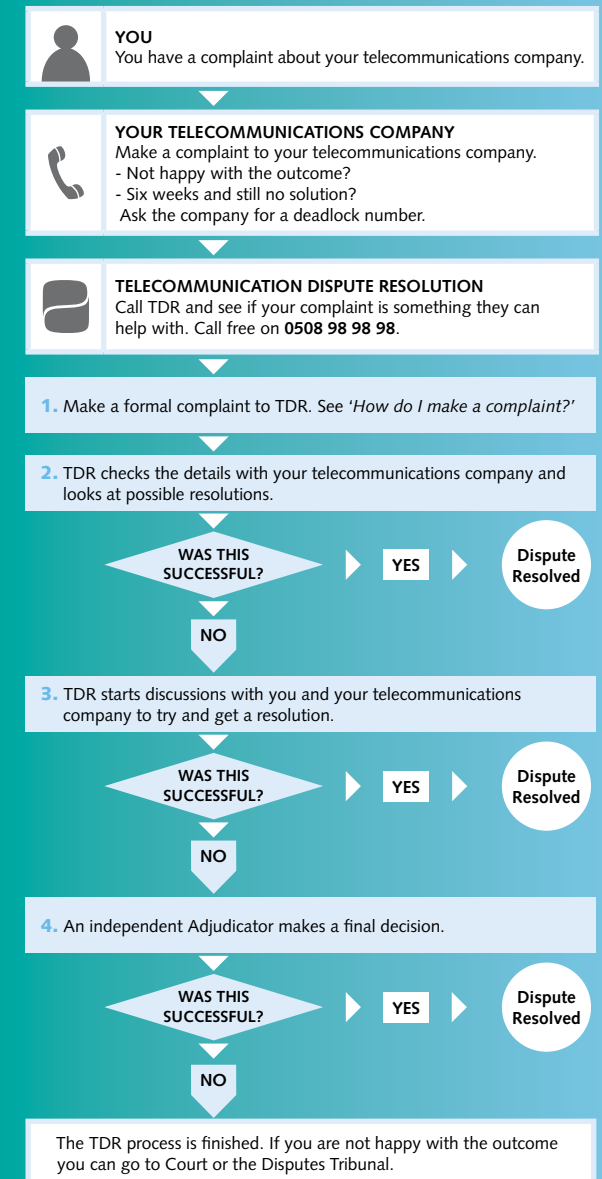 YOU
You have a complaint about your telecommunications company.
YOUR TELECOMMUNICATIONS COMPANY
Make a complaint to your telecommunications company.
- Not happy with the outcome?
- Six weeks and still no solution?
Ask the company for a deadlock number.
TELECOMMUNICATION DISPUTE RESOLUTION
Call TDR and see if your complaint is something they can
help with. Call free on 0508 98 98 98.
1. Make a formal complaint to TDR. See 'How do I make a complaint?'
2. TDR checks the details with your telecommunications company and
looks at possible resolutions.
WAS THIS
SUCCESSFUL?
YES
Dispute
Resolved
NO
3. TDR starts discussions with you and your telecommunications
company to try and get a resolution.
WAS THIS
SUCCESSFUL?
YES
Dispute
Resolved
NO
4. An independent Adjudicator makes a final decision.
WAS THIS
SUCCESSFUL?
YES
Dispute
Resolved
NO
The TDR process is finished. If you are not happy with the outcome
you can go to Court or the Disputes Tribunal.